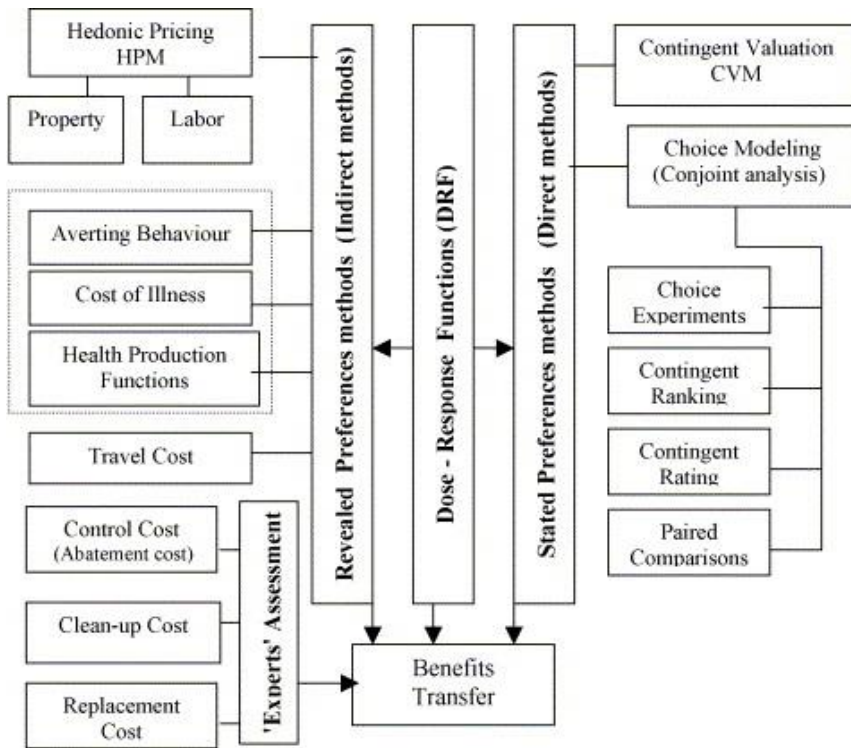 Hedonic Pricing
HPM
Property
Labor
Averting Behaviour
Cost of Illness
Health Production
Functions
Travel Cost
Control Cost
(Abatement cost)
Clean-up Cost
Replacement
Cost
'Experts' Assessment
Revealed Preferences methods (Indirect methods)
Dose - Response Functions (DRF)
Stated Preferences methods (Direct methods)
Contingent Valuation
CVM
Choice Modeling
(Conjoint analysis)
Choice
Experiments
Contingent
Ranking
Contingent
Rating
Paired
Comparisons
Benefits
Transfer